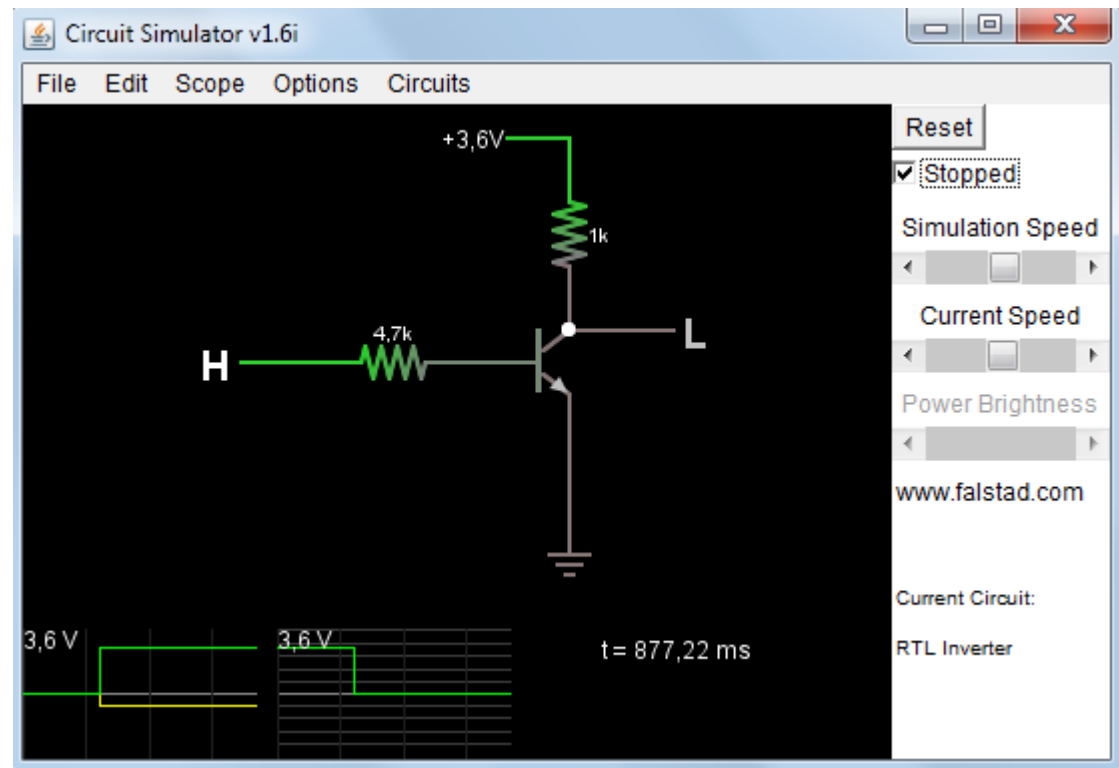 Circuit Simulator v1.6i
File Edit Scope Options Circuits
Reset
Stopped
Simulation Speed
Current Speed
Power Brightness
www.falstad.com
Current Circuit:
RTL Inverter
+3,6V
1k
4,7k
H
L
3,6 V
3,6 V
t = 877,22 ms